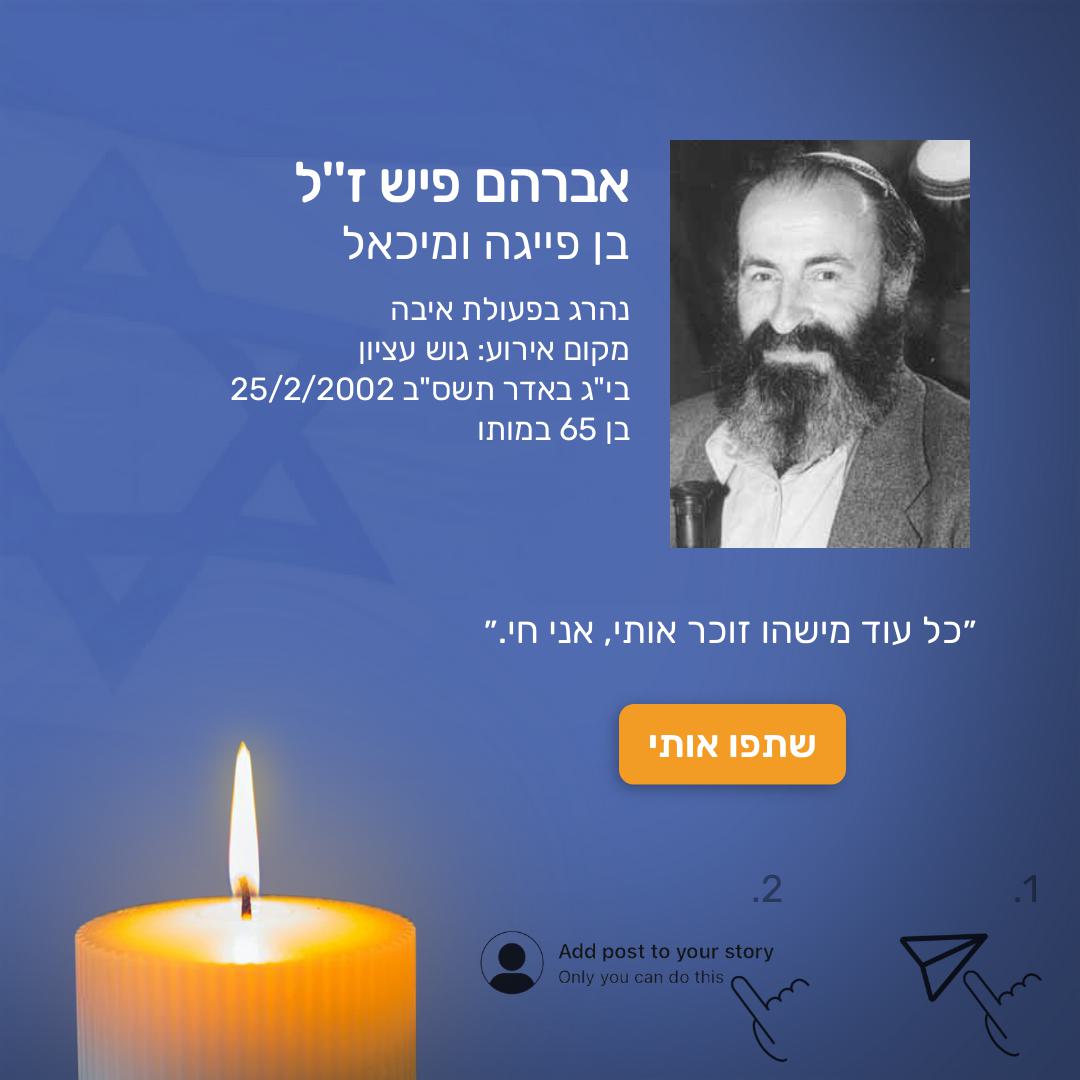 אברהם פיש ז"ל
בן פייגה ומיכאל
נהרג בפעולת איבה
מקום אירוע: גוש עציון
בי"ג באדר תשס"ב 25/2/2002
בן 65 במותו
״כל עוד מישהו זוכר אותי, אני חי.״
שתפו אותי
.1
.2
Add post to your story
Only you can do this